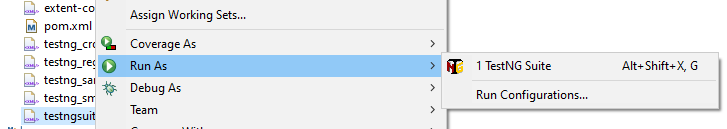 extent-co
Assign Working Sets...
pom.xml
testng_cro
Coverage As
testng_reg
Run As
1 TestNG Suite Alt+Shift+X, G
testng_sar
Debug As
Run Configurations...
testng_sm
Team
testngsuit